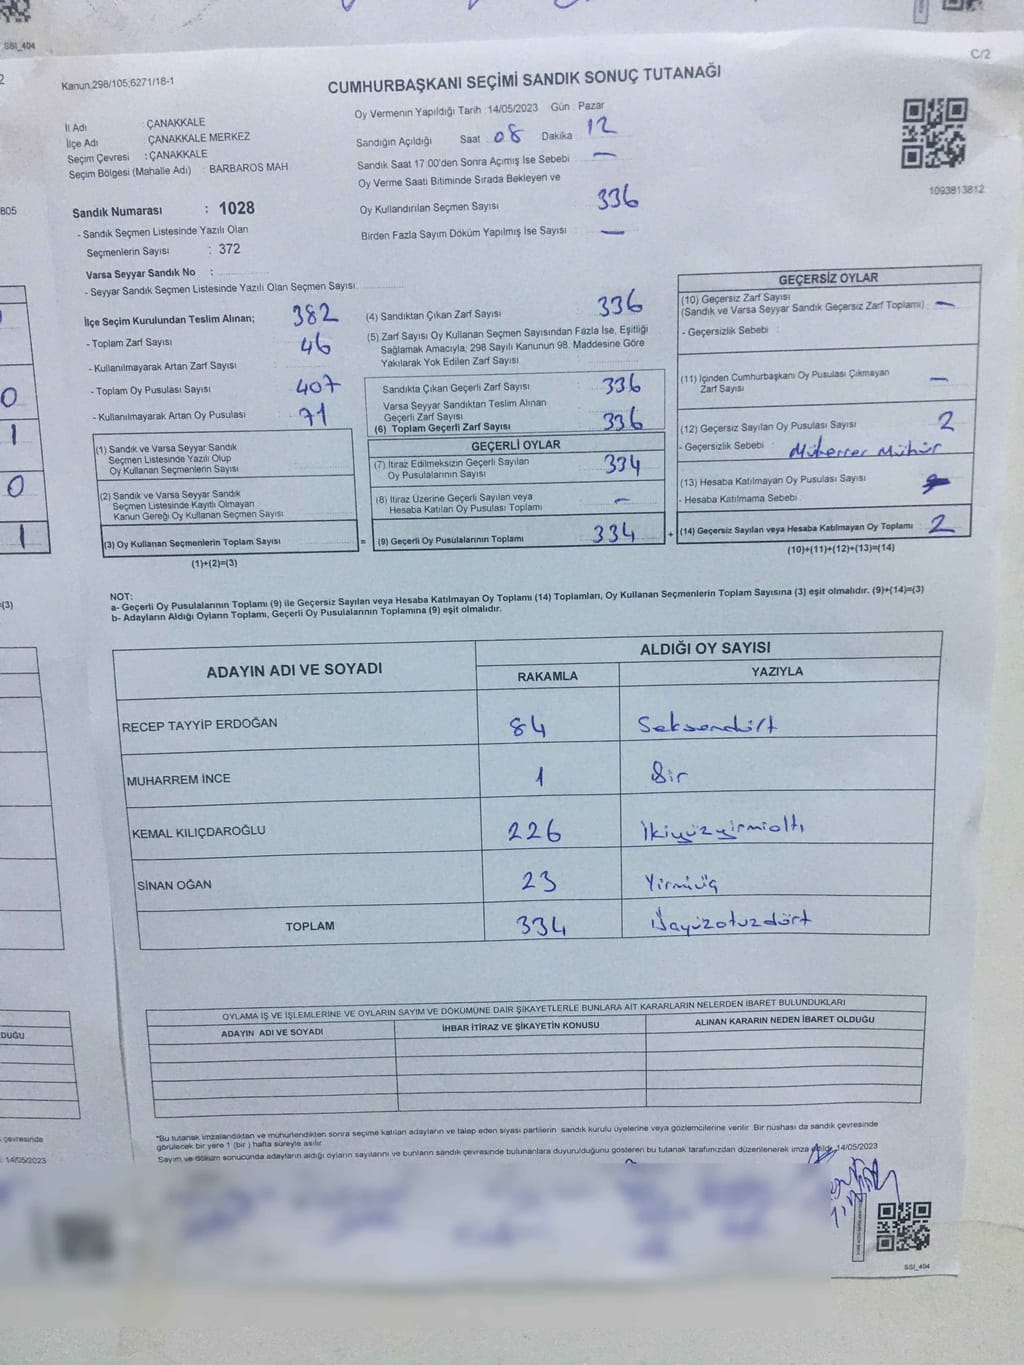 SSI_404
C/2
Kanun,298/105;6271/18-1
CUMHURBAŞKANI SEÇİMİ SANDIK SONUÇ TUTANAĞI
İl Adı : ÇANAKKALE
İlçe Adı : ÇANAKKALE MERKEZ
Seçim Çevresi : ÇANAKKALE
Seçim Bölgesi (Mahalle Adı) : BARBAROS MAH
Oy Vermenin Yapıldığı Tarih :14/05/2023 Gün : Pazar
Sandığın Açıldığı Saat : 08 Dakika : 12
Sandık Saat 17.00'den Sonra Açımış İse Sebebi : —
Oy Verme Saati Bitiminde Sırada Bekleyen ve
Oy Kullandırılan Seçmen Sayısı : 336
Birden Fazla Sayım Döküm Yapılmış İse Sayısı : —
1093813812
805
Sandık Numarası : 1028
- Sandık Seçmen Listesinde Yazılı Olan
Seçmenlerin Sayısı : 372
Varsa Seyyar Sandık No :
- Seyyar Sandık Seçmen Listesinde Yazılı Olan Seçmen Sayısı:
İlçe Seçim Kurulundan Teslim Alınan; 382
- Toplam Zarf Sayısı : 46
- Kullanılmayarak Artan Zarf Sayısı :
- Toplam Oy Pusulası Sayısı : 407
- Kullanılmayarak Artan Oy Pusulası : 71
(1) Sandık ve Varsa Seyyar Sandık
Seçmen Listesinde Yazılı Olup
Oy Kullanan Seçmenlerin Sayısı
(2) Sandık ve Varsa Seyyar Sandık
Seçmen Listesinde Kayıtlı Olmayan
Kanun Gereği Oy Kullanan Seçmen Sayısı
(3) Oy Kullanan Seçmenlerin Toplam Sayısı
(1)+(2)=(3)
(4) Sandıktan Çıkan Zarf Sayısı : 336
(5) Zarf Sayısı Oy Kullanan Seçmen Sayısından Fazla İse, Eşitliği
Sağlamak Amacıyla; 298 Sayılı Kanunun 98. Maddesine Göre
Yakılarak Yok Edilen Zarf Sayısı :
Sandıkta Çıkan Geçerli Zarf Sayısı : 336
Varsa Seyyar Sandıktan Teslim Alınan
Geçerli Zarf Sayısı
(6) Toplam Geçerli Zarf Sayısı : 336
GEÇERLİ OYLAR
(7) İtiraz Edilmeksizin Geçerli Sayılan
Oy Pusulalarının Sayısı : 334
(8) İtiraz Üzerine Geçerli Sayılan veya
Hesaba Katılan Oy Pusulası Toplamı : —
= (9) Geçerli Oy Pusulalarının Toplamı 334
GEÇERSİZ OYLAR
(10) Geçersiz Zarf Sayısı
(Sandık ve Varsa Seyyar Sandık Geçersiz Zarf Toplamı) : —
- Geçersizlik Sebebi :
(11) İçinden Cumhurbaşkanı Oy Pusulası Çıkmayan
Zarf Sayısı : —
(12) Geçersiz Sayılan Oy Pusulası Sayısı : 2
- Geçersizlik Sebebi : Mükerrer Mühür
(13) Hesaba Katılmayan Oy Pusulası Sayısı :
- Hesaba Katılmama Sebebi :
+ (14) Geçersiz Sayılan veya Hesaba Katılmayan Oy Toplamı 2
(10)+(11)+(12)+(13)=(14)
0
1
0
1
(3)
NOT:
a- Geçerli Oy Pusulalarının Toplamı (9) ile Geçersiz Sayılan veya Hesaba Katılmayan Oy Toplamı (14) Toplamları, Oy Kullanan Seçmenlerin Toplam Sayısına (3) eşit olmalıdır. (9)+(14)=(3)
b- Adayların Aldığı Oyların Toplamı, Geçerli Oy Pusulalarının Toplamına (9) eşit olmalıdır.
ADAYIN ADI VE SOYADI ALDIĞI OY SAYISI
RAKAMLA YAZIYLA
RECEP TAYYİP ERDOĞAN 84 Seksendört
MUHARREM İNCE 1 Bir
KEMAL KILIÇDAROĞLU 226 İkiyüzyirmialtı
SİNAN OĞAN 23 Yirmiüç
TOPLAM 334 Üçyüzotuzdört
OYLAMA İŞ VE İŞLEMLERİNE VE OYLARIN SAYIM VE DÖKÜMÜNE DAİR ŞİKAYETLERLE BUNLARA AİT KARARLARIN NELERDEN İBARET BULUNDUKLARI
ADAYIN ADI VE SOYADI İHBAR İTİRAZ VE ŞİKAYETİN KONUSU ALINAN KARARIN NEDEN İBARET OLDUĞU
DUĞU
çevresinde
14/05/2023
*Bu tutanak imzalandıktan ve mühürlendikten sonra seçime katılan adayların ve talep eden siyasi partilerin sandık kurulu üyelerine veya gözlemcilerine verilir. Bir nüshası da sandık çevresinde
görülecek bir yere 1 (bir ) hafta süreyle asılır.
Sayım ve döküm sonucunda adayların aldığı oyların sayılarını ve bunların sandık çevresinde bulunanlara duyurulduğunu gösteren bu tutanak tarafımızdan düzenlenerek imza edildi. 14/05/2023
SSI_404